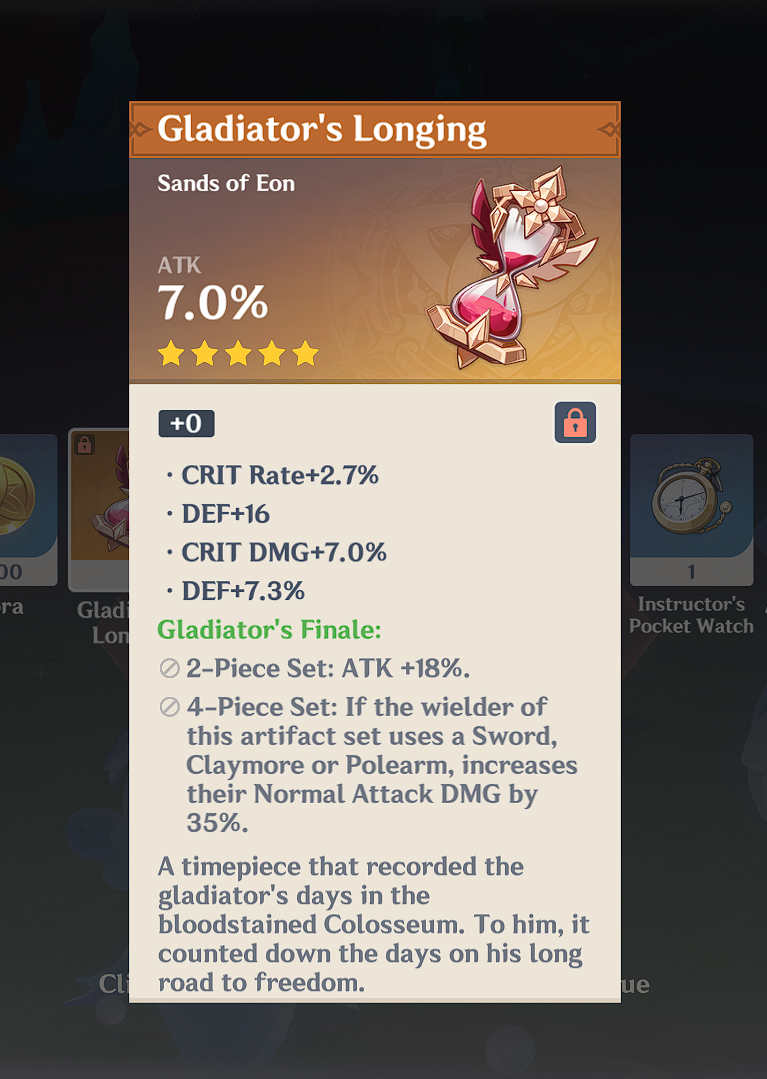 Gladiator's Longing
Sands of Eon
ATK
7.0%
+0
· CRIT Rate+2.7%
· DEF+16
· CRIT DMG+7.0%
· DEF+7.3%
Gladiator's Finale:
2-Piece Set: ATK +18%.
4-Piece Set: If the wielder of
this artifact set uses a Sword,
Claymore or Polearm, increases
their Normal Attack DMG by
35%.
A timepiece that recorded the
gladiator's days in the
bloodstained Colosseum. To him, it
counted down the days on his long
road to freedom.
00
ra
Gladi
Lon
1
Instructor's
Pocket Watch
Cli
ue